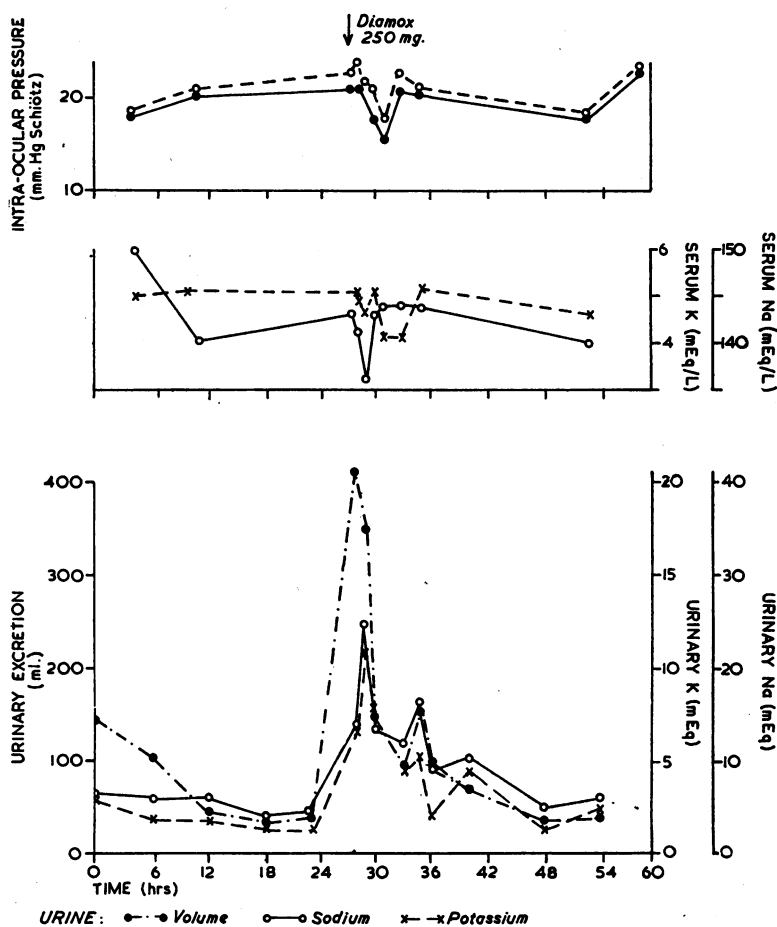 Diamox
250 mg.
INTRA-OCULAR PRESSURE
(mm. Hg Schiötz)
20
10
SERUM K (mEq/L)
6
4
SERUM Na (mEq/L)
150
140
URINARY EXCRETION
(ml.)
400
300
200
100
0
URINARY K (mEq)
20
15
10
5
0
URINARY Na (mEq)
40
30
20
10
0
0 6 12 18 24 30 36 42 48 54 60
TIME (hrs)
URINE: Volume Sodium Potassium